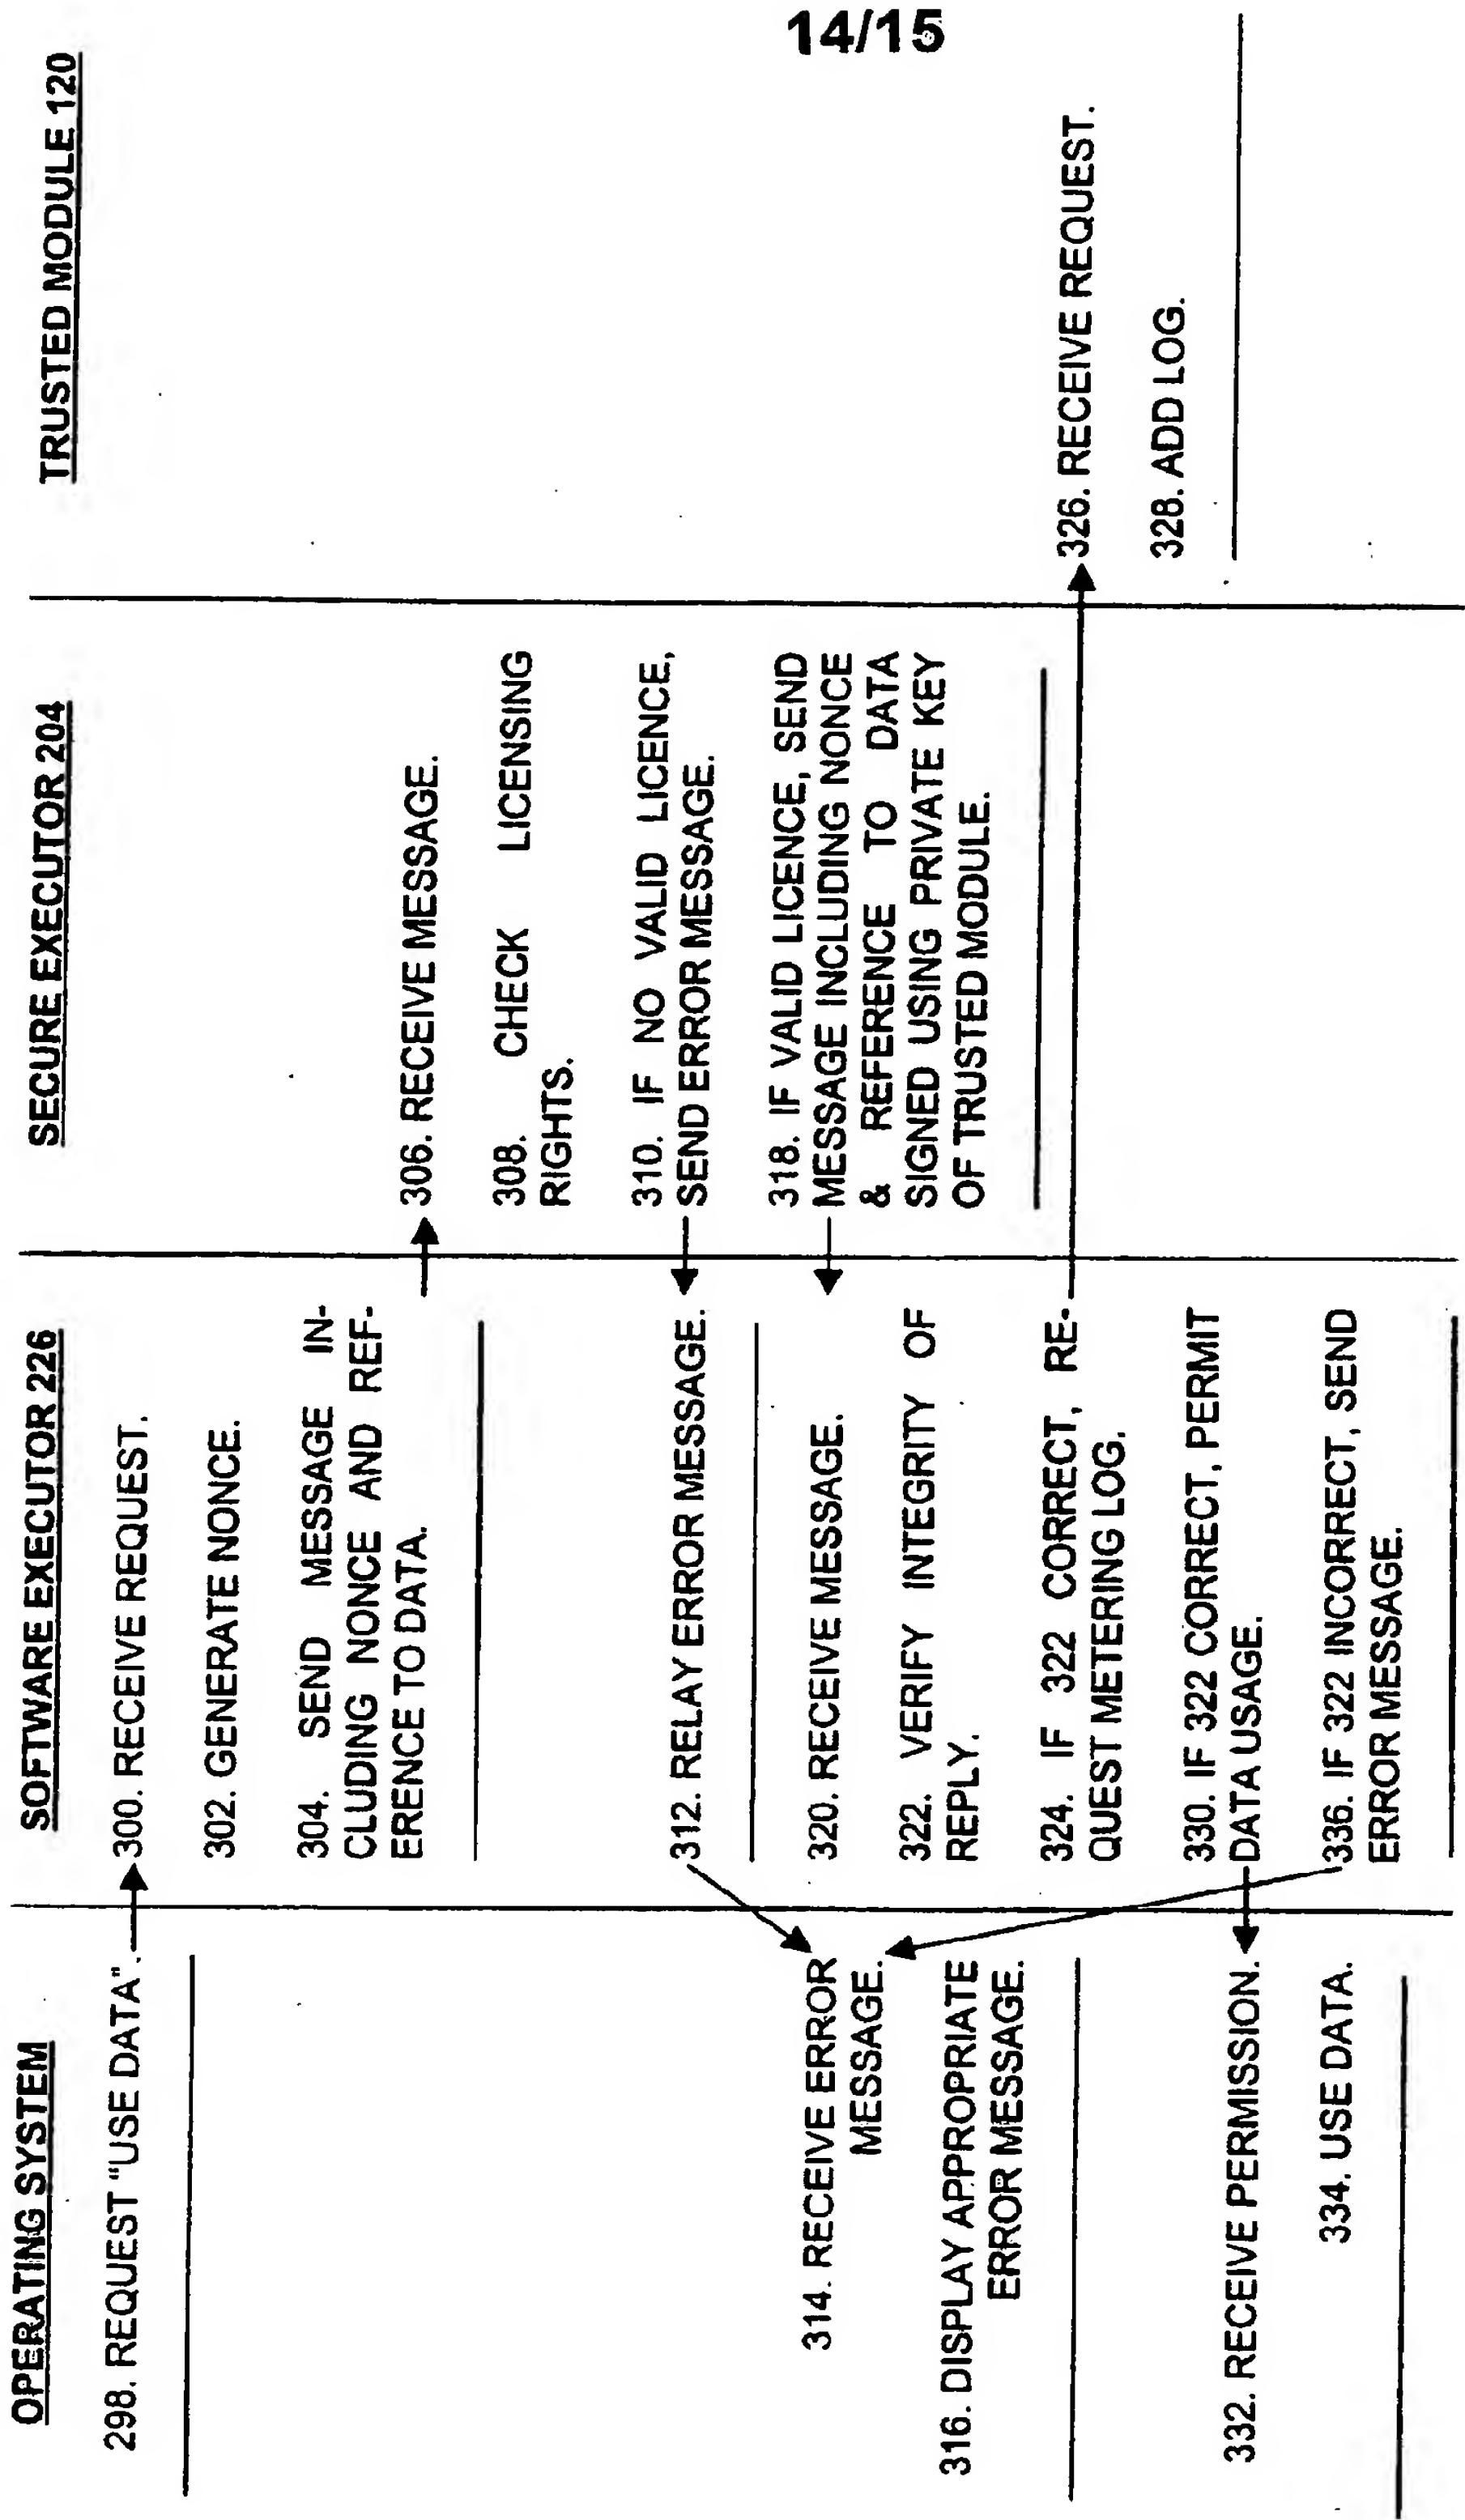 14/15
OPERATING SYSTEM
298. REQUEST "USE DATA".
314. RECEIVE ERROR
MESSAGE.
316. DISPLAY APPROPRIATE
ERROR MESSAGE.
332. RECEIVE PERMISSION.
334. USE DATA.
SOFTWARE EXECUTOR 226
300. RECEIVE REQUEST.
302. GENERATE NONCE.
304. SEND MESSAGE IN-
CLUDING NONCE AND REF-
ERENCE TO DATA.
312. RELAY ERROR MESSAGE.
320. RECEIVE MESSAGE.
322. VERIFY INTEGRITY OF
REPLY.
324. IF 322 CORRECT, RE-
QUEST METERING LOG.
330. IF 322 CORRECT, PERMIT
DATA USAGE.
336. IF 322 INCORRECT, SEND
ERROR MESSAGE.
SECURE EXECUTOR 204
306. RECEIVE MESSAGE.
308. CHECK LICENSING
RIGHTS.
310. IF NO VALID LICENCE,
SEND ERROR MESSAGE.
318. IF VALID LICENCE, SEND
MESSAGE INCLUDING NONCE
& REFERENCE TO DATA
SIGNED USING PRIVATE KEY
OF TRUSTED MODULE.
TRUSTED MODULE 120
326. RECEIVE REQUEST.
328. ADD LOG.